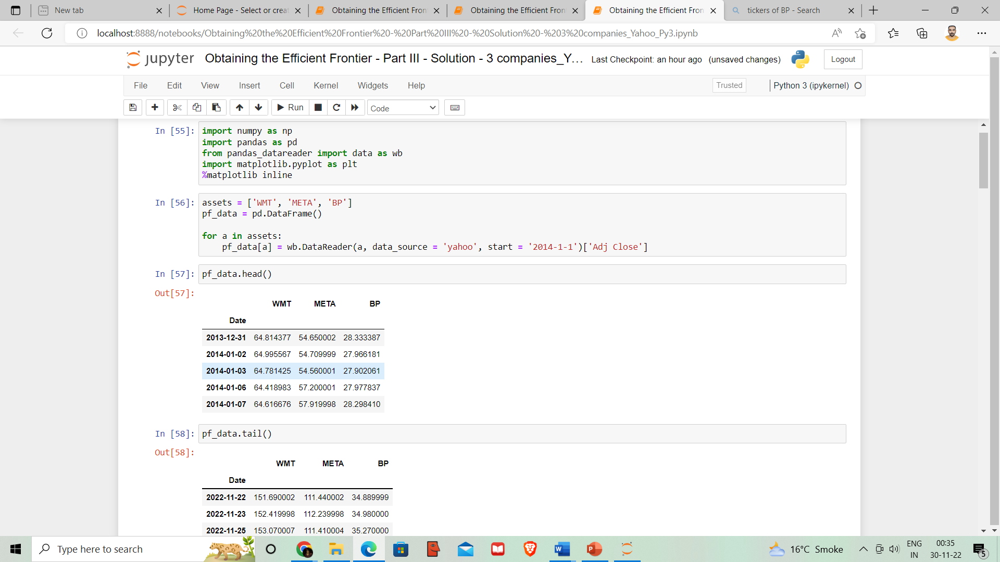 New tab
Home Page - Select or creat
Obtaining the Efficient Fron
Obtaining the Efficient Fron
Obtaining the Efficient Fron
tickers of BP - Search
localhost:8888/notebooks/Obtaining%20the%20Efficient%20Frontier%20-%20Part%20III%20-%20Solution%20-%203%20companies_Yahoo_Py3.ipynb
jupyter Obtaining the Efficient Frontier - Part III - Solution - 3 companies_Y... Last Checkpoint: an hour ago (unsaved changes) Logout
File Edit View Insert Cell Kernel Widgets Help Trusted Python 3 (ipykernel)
Run Code
In [55]: import numpy as np
import pandas as pd
from pandas_datareader import data as wb
import matplotlib.pyplot as plt
%matplotlib inline
In [56]: assets = ['WMT', 'META', 'BP']
pf_data = pd.DataFrame()
for a in assets:
    pf_data[a] = wb.DataReader(a, data_source = 'yahoo', start = '2014-1-1')['Adj Close']
In [57]: pf_data.head()
Out[57]:
WMT META BP
Date
2013-12-31 64.814377 54.650002 28.333387
2014-01-02 64.995567 54.709999 27.966181
2014-01-03 64.781425 54.560001 27.902061
2014-01-06 64.418983 57.200001 27.977837
2014-01-07 64.616676 57.919998 28.298410
In [58]: pf_data.tail()
Out[58]:
WMT META BP
Date
2022-11-22 151.690002 111.440002 34.889999
2022-11-23 152.419998 112.239998 34.980000
2022-11-25 153.070007 111.410004 35.270000
Type here to search
16°C Smoke
ENG
IN
00:35
30-11-22
5